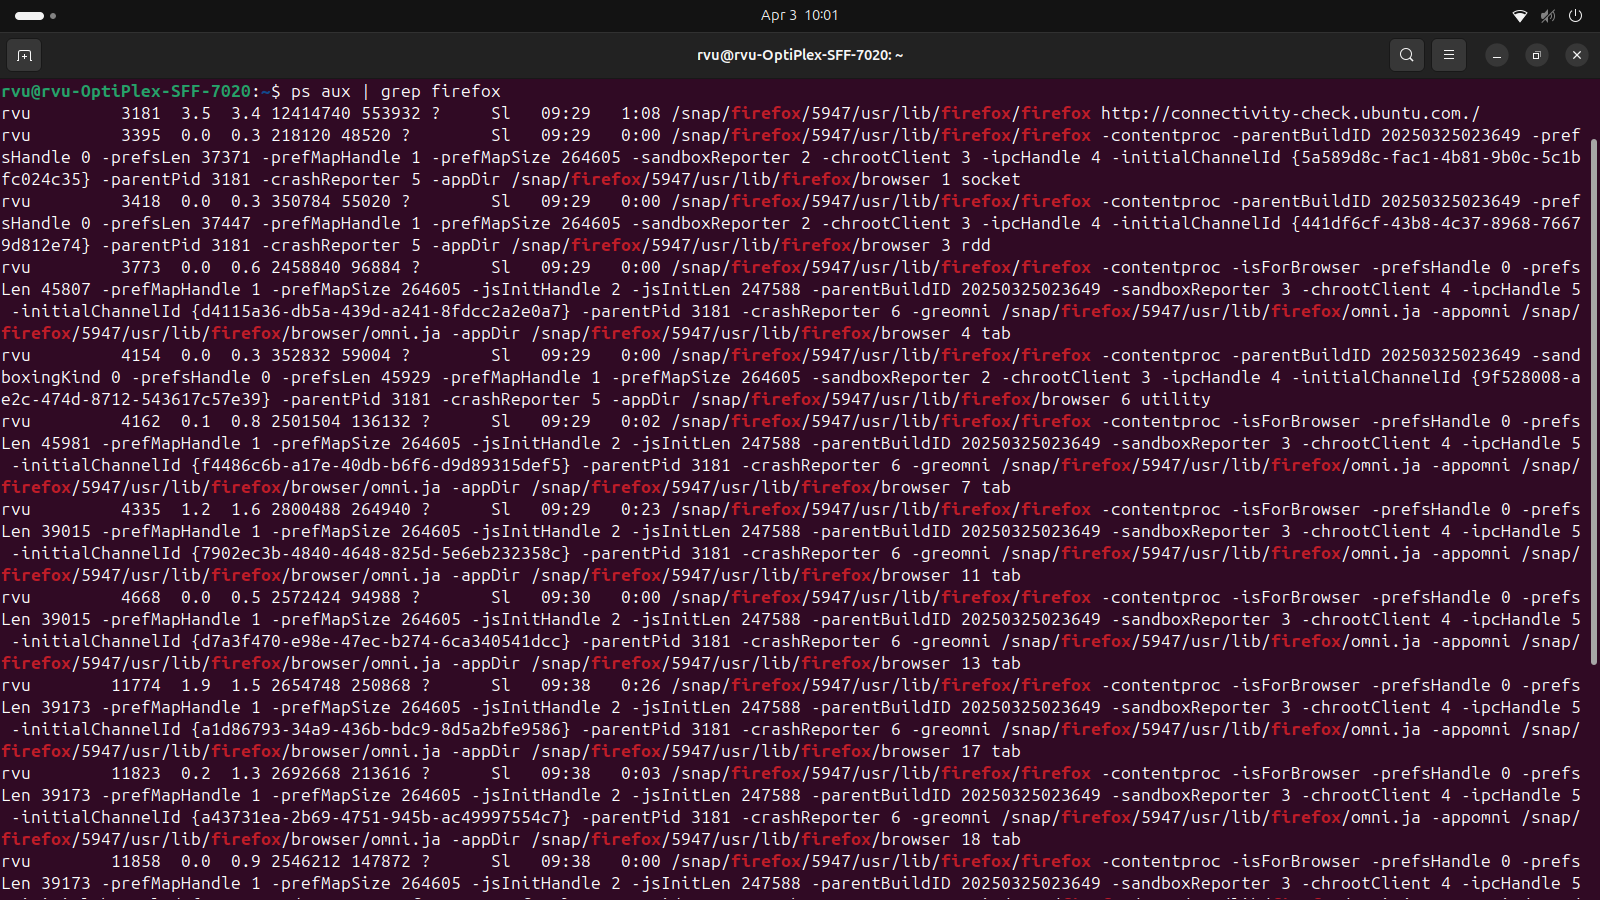 Apr 3 10:01
rvu@rvu-OptiPlex-SFF-7020: ~
rvu@rvu-OptiPlex-SFF-7020:~$ ps aux | grep firefox
rvu         3181  3.5  3.4 12414740 553932 ?     Sl   09:29   1:08 /snap/firefox/5947/usr/lib/firefox/firefox http://connectivity-check.ubuntu.com./
rvu         3395  0.0  0.3 218120 48520 ?        Sl   09:29   0:00 /snap/firefox/5947/usr/lib/firefox/firefox -contentproc -parentBuildID 20250325023649 -pref
sHandle 0 -prefsLen 37371 -prefMapHandle 1 -prefMapSize 264605 -sandboxReporter 2 -chrootClient 3 -ipcHandle 4 -initialChannelId {5a589d8c-fac1-4b81-9b0c-5c1b
fc024c35} -parentPid 3181 -crashReporter 5 -appDir /snap/firefox/5947/usr/lib/firefox/browser 1 socket
rvu         3418  0.0  0.3 350784 55020 ?        Sl   09:29   0:00 /snap/firefox/5947/usr/lib/firefox/firefox -contentproc -parentBuildID 20250325023649 -pref
sHandle 0 -prefsLen 37447 -prefMapHandle 1 -prefMapSize 264605 -sandboxReporter 2 -chrootClient 3 -ipcHandle 4 -initialChannelId {441df6cf-43b8-4c37-8968-7667
9d812e74} -parentPid 3181 -crashReporter 5 -appDir /snap/firefox/5947/usr/lib/firefox/browser 3 rdd
rvu         3773  0.0  0.6 2458840 96884 ?       Sl   09:29   0:00 /snap/firefox/5947/usr/lib/firefox/firefox -contentproc -isForBrowser -prefsHandle 0 -prefs
Len 45807 -prefMapHandle 1 -prefMapSize 264605 -jsInitHandle 2 -jsInitLen 247588 -parentBuildID 20250325023649 -sandboxReporter 3 -chrootClient 4 -ipcHandle 5
 -initialChannelId {d4115a36-db5a-439d-a241-8fdcc2a2e0a7} -parentPid 3181 -crashReporter 6 -greomni /snap/firefox/5947/usr/lib/firefox/omni.ja -appomni /snap/
firefox/5947/usr/lib/firefox/browser/omni.ja -appDir /snap/firefox/5947/usr/lib/firefox/browser 4 tab
rvu         4154  0.0  0.3 352832 59004 ?        Sl   09:29   0:00 /snap/firefox/5947/usr/lib/firefox/firefox -contentproc -parentBuildID 20250325023649 -sand
boxingKind 0 -prefsHandle 0 -prefsLen 45929 -prefMapHandle 1 -prefMapSize 264605 -sandboxReporter 2 -chrootClient 3 -ipcHandle 4 -initialChannelId {9f528008-a
e2c-474d-8712-543617c57e39} -parentPid 3181 -crashReporter 5 -appDir /snap/firefox/5947/usr/lib/firefox/browser 6 utility
rvu         4162  0.1  0.8 2501504 136132 ?      Sl   09:29   0:02 /snap/firefox/5947/usr/lib/firefox/firefox -contentproc -isForBrowser -prefsHandle 0 -prefs
Len 45981 -prefMapHandle 1 -prefMapSize 264605 -jsInitHandle 2 -jsInitLen 247588 -parentBuildID 20250325023649 -sandboxReporter 3 -chrootClient 4 -ipcHandle 5
 -initialChannelId {f4486c6b-a17e-40db-b6f6-d9d89315def5} -parentPid 3181 -crashReporter 6 -greomni /snap/firefox/5947/usr/lib/firefox/omni.ja -appomni /snap/
firefox/5947/usr/lib/firefox/browser/omni.ja -appDir /snap/firefox/5947/usr/lib/firefox/browser 7 tab
rvu         4335  1.2  1.6 2800488 264940 ?      Sl   09:29   0:23 /snap/firefox/5947/usr/lib/firefox/firefox -contentproc -isForBrowser -prefsHandle 0 -prefs
Len 39015 -prefMapHandle 1 -prefMapSize 264605 -jsInitHandle 2 -jsInitLen 247588 -parentBuildID 20250325023649 -sandboxReporter 3 -chrootClient 4 -ipcHandle 5
 -initialChannelId {7902ec3b-4840-4648-825d-5e6eb232358c} -parentPid 3181 -crashReporter 6 -greomni /snap/firefox/5947/usr/lib/firefox/omni.ja -appomni /snap/
firefox/5947/usr/lib/firefox/browser/omni.ja -appDir /snap/firefox/5947/usr/lib/firefox/browser 11 tab
rvu         4668  0.0  0.5 2572424 94988 ?       Sl   09:30   0:00 /snap/firefox/5947/usr/lib/firefox/firefox -contentproc -isForBrowser -prefsHandle 0 -prefs
Len 39015 -prefMapHandle 1 -prefMapSize 264605 -jsInitHandle 2 -jsInitLen 247588 -parentBuildID 20250325023649 -sandboxReporter 3 -chrootClient 4 -ipcHandle 5
 -initialChannelId {d7a3f470-e98e-47ec-b274-6ca340541dcc} -parentPid 3181 -crashReporter 6 -greomni /snap/firefox/5947/usr/lib/firefox/omni.ja -appomni /snap/
firefox/5947/usr/lib/firefox/browser/omni.ja -appDir /snap/firefox/5947/usr/lib/firefox/browser 13 tab
rvu        11774  1.9  1.5 2654748 250868 ?      Sl   09:38   0:26 /snap/firefox/5947/usr/lib/firefox/firefox -contentproc -isForBrowser -prefsHandle 0 -prefs
Len 39173 -prefMapHandle 1 -prefMapSize 264605 -jsInitHandle 2 -jsInitLen 247588 -parentBuildID 20250325023649 -sandboxReporter 3 -chrootClient 4 -ipcHandle 5
 -initialChannelId {a1d86793-34a9-436b-bdc9-8d5a2bfe9586} -parentPid 3181 -crashReporter 6 -greomni /snap/firefox/5947/usr/lib/firefox/omni.ja -appomni /snap/
firefox/5947/usr/lib/firefox/browser/omni.ja -appDir /snap/firefox/5947/usr/lib/firefox/browser 17 tab
rvu        11823  0.2  1.3 2692668 213616 ?      Sl   09:38   0:03 /snap/firefox/5947/usr/lib/firefox/firefox -contentproc -isForBrowser -prefsHandle 0 -prefs
Len 39173 -prefMapHandle 1 -prefMapSize 264605 -jsInitHandle 2 -jsInitLen 247588 -parentBuildID 20250325023649 -sandboxReporter 3 -chrootClient 4 -ipcHandle 5
 -initialChannelId {a43731ea-2b69-4751-945b-ac49997554c7} -parentPid 3181 -crashReporter 6 -greomni /snap/firefox/5947/usr/lib/firefox/omni.ja -appomni /snap/
firefox/5947/usr/lib/firefox/browser/omni.ja -appDir /snap/firefox/5947/usr/lib/firefox/browser 18 tab
rvu        11858  0.0  0.9 2546212 147872 ?      Sl   09:38   0:00 /snap/firefox/5947/usr/lib/firefox/firefox -contentproc -isForBrowser -prefsHandle 0 -prefs
Len 39173 -prefMapHandle 1 -prefMapSize 264605 -jsInitHandle 2 -jsInitLen 247588 -parentBuildID 20250325023649 -sandboxReporter 3 -chrootClient 4 -ipcHandle 5